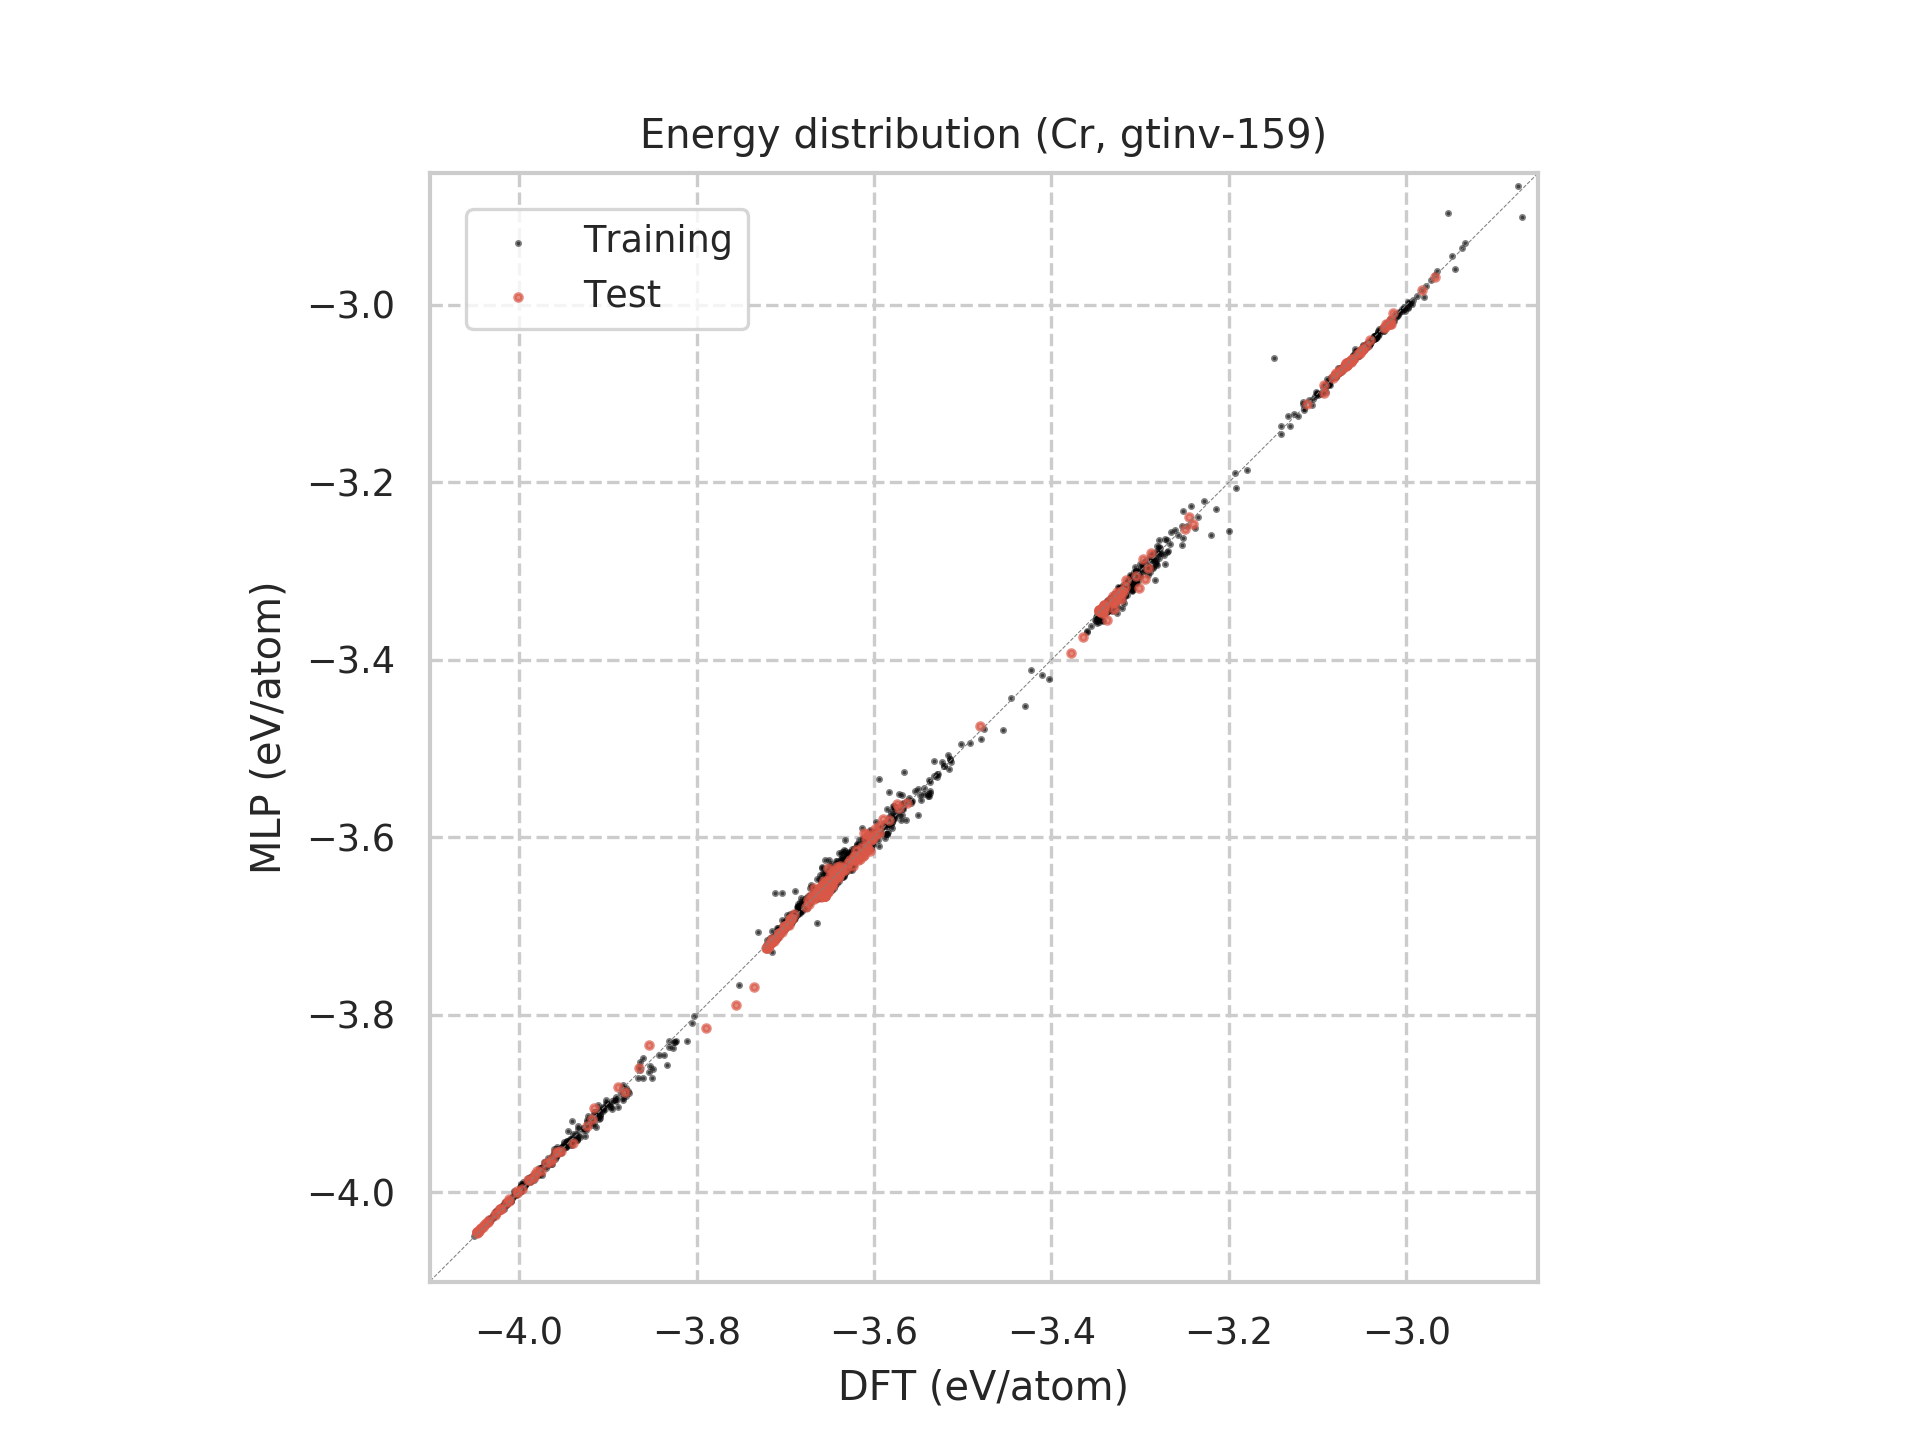 Energy distribution (Cr, gtinv-159)
Training
Test
−3.0
−3.2
−3.4
−3.6
−3.8
−4.0
MLP (eV/atom)
−4.0 −3.8 −3.6 −3.4 −3.2 −3.0
DFT (eV/atom)